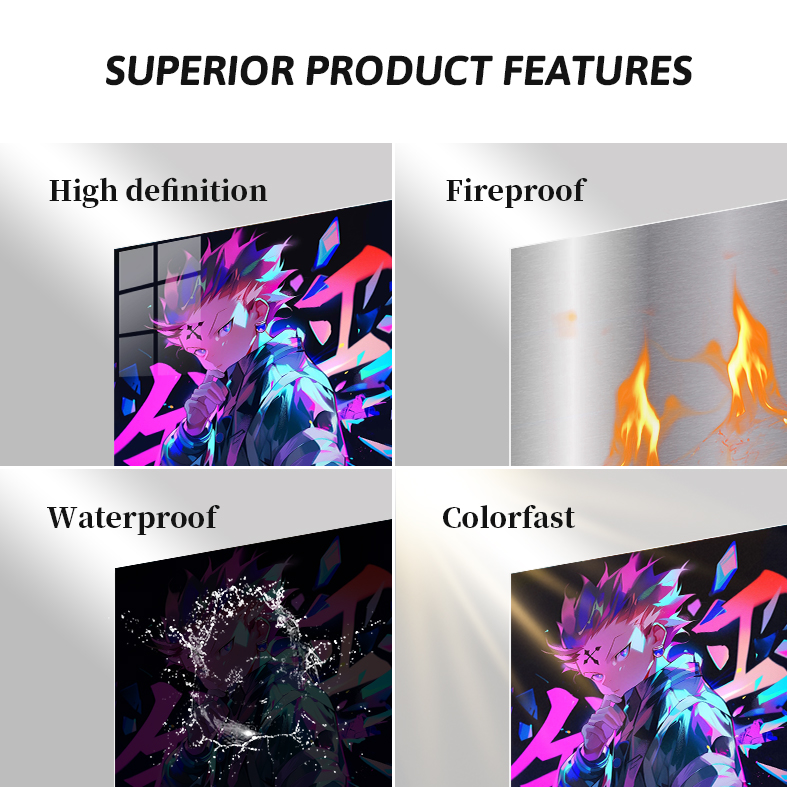 SUPERIOR PRODUCT FEATURES
High definition
Fireproof
Waterproof
Colorfast